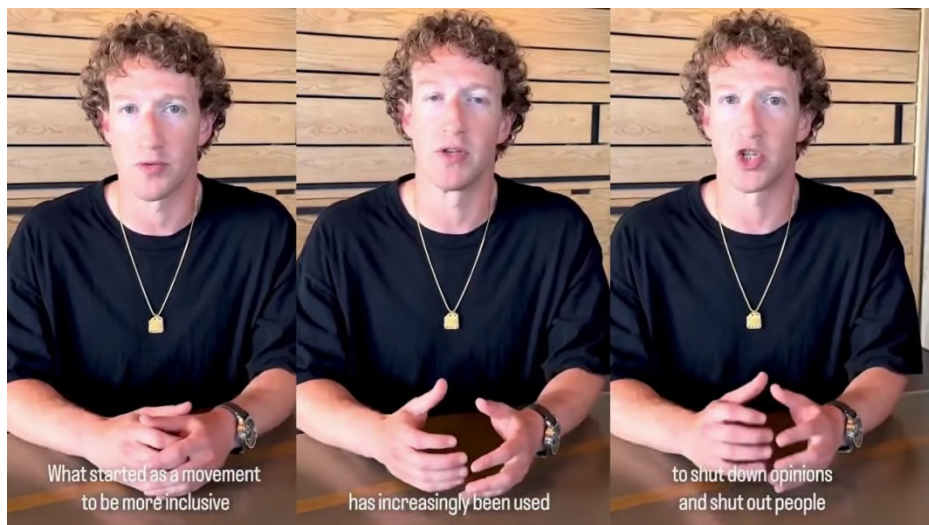 What started as a movement
to be more inclusive
has increasingly been used
to shut down opinions
and shut out people